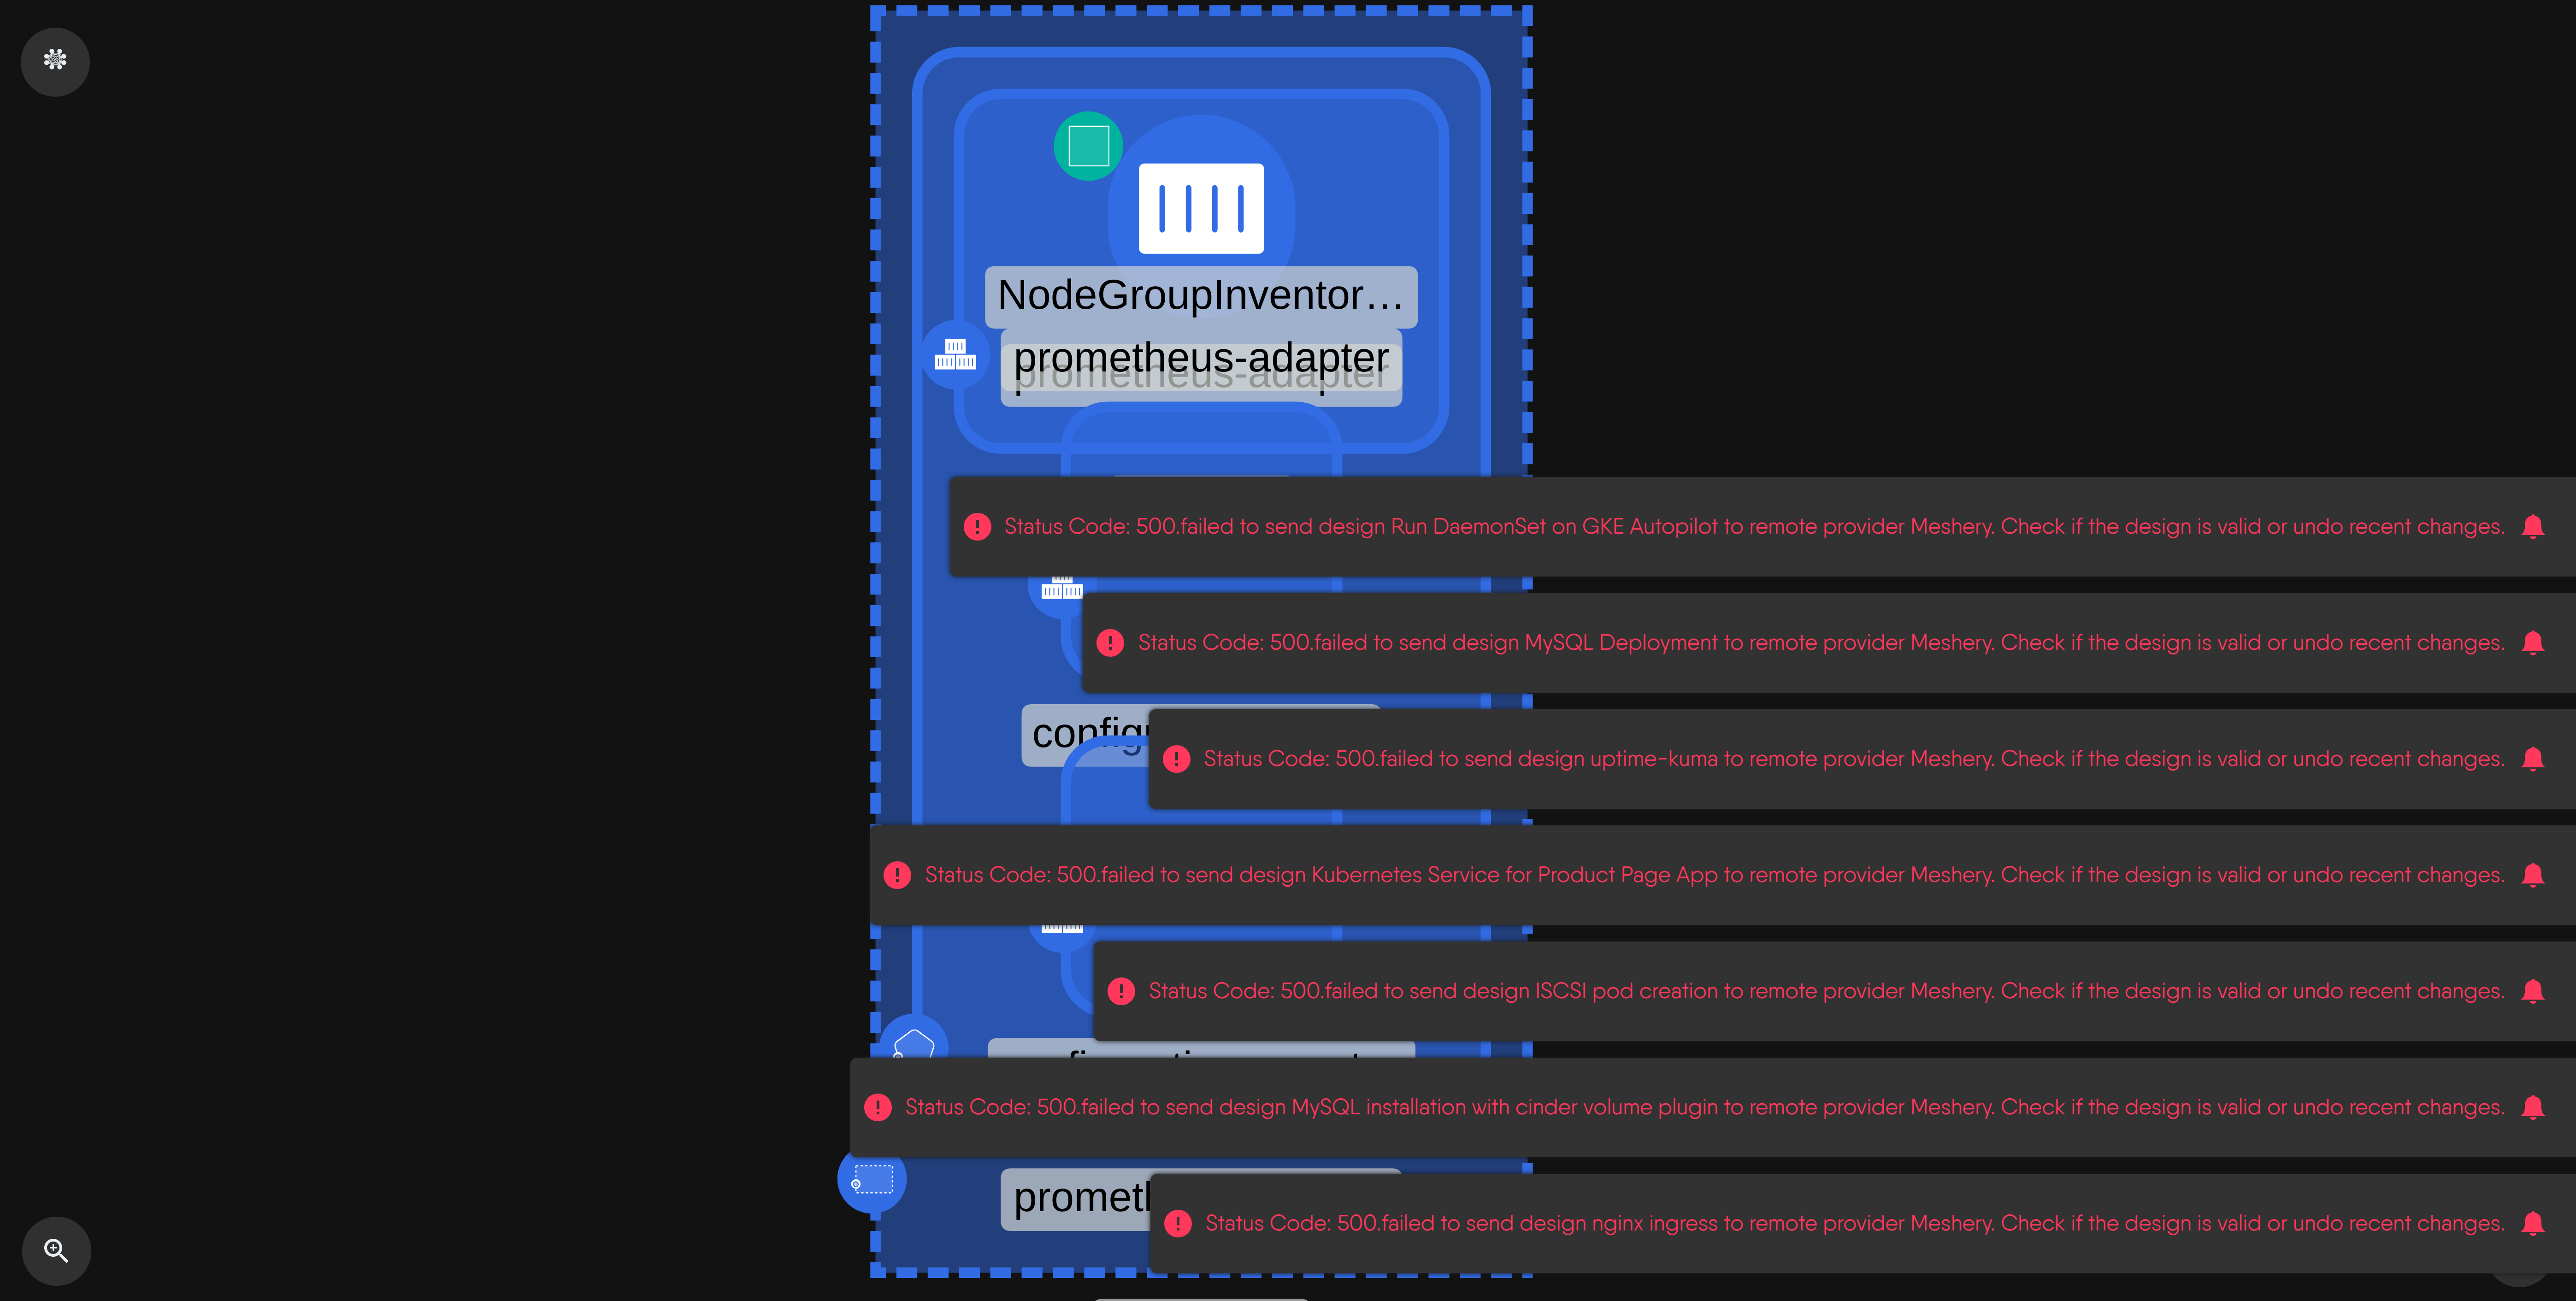 NodeGroupInventor…
prometheus-adapter
prometheus-adapter
Status Code: 500.failed to send design Run DaemonSet on GKE Autopilot to remote provider Meshery. Check if the design is valid or undo recent changes.
Status Code: 500.failed to send design MySQL Deployment to remote provider Meshery. Check if the design is valid or undo recent changes.
Status Code: 500.failed to send design uptime-kuma to remote provider Meshery. Check if the design is valid or undo recent changes.
Status Code: 500.failed to send design Kubernetes Service for Product Page App to remote provider Meshery. Check if the design is valid or undo recent changes.
Status Code: 500.failed to send design ISCSI pod creation to remote provider Meshery. Check if the design is valid or undo recent changes.
Status Code: 500.failed to send design MySQL installation with cinder volume plugin to remote provider Meshery. Check if the design is valid or undo recent changes.
Status Code: 500.failed to send design nginx ingress to remote provider Meshery. Check if the design is valid or undo recent changes.